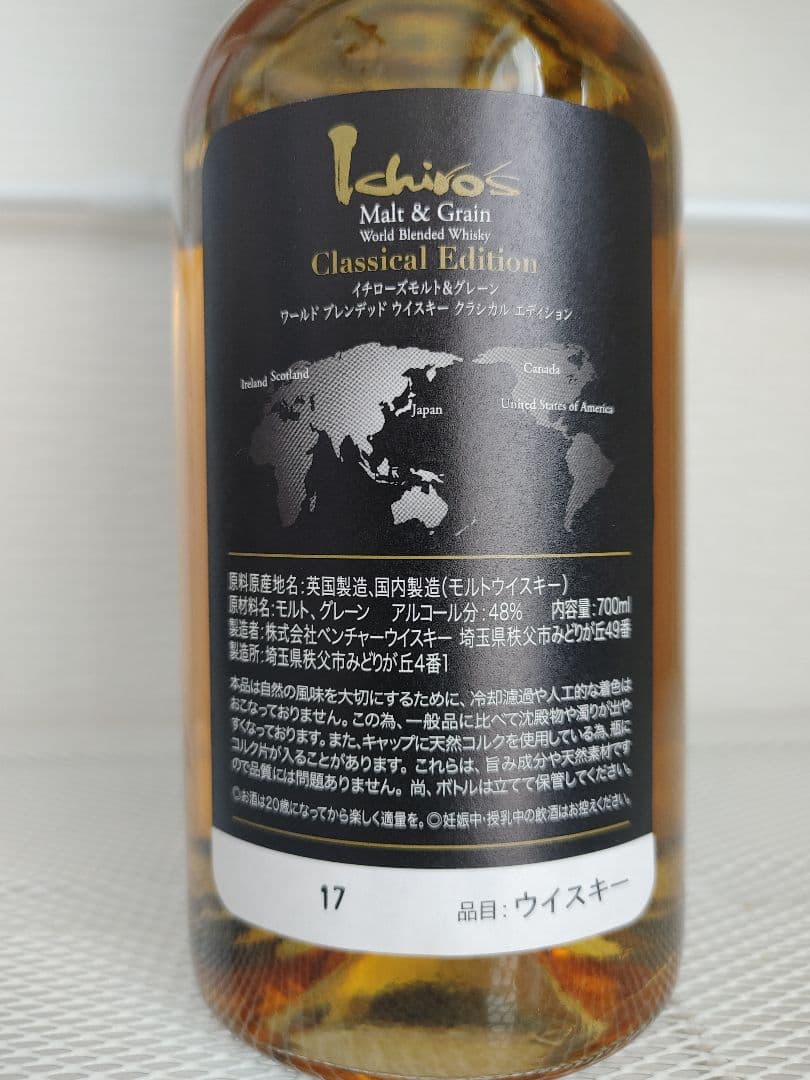 Ichiro's
Malt & Grain
World Blended Whisky
Classical Edition
イチローズモルト&グレーン
ワールド ブレンデッド ウイスキー クラシカル エディション
Ireland Scotland Canada
Japan United States of America
原料原産地名:英国製造、国内製造(モルトウイスキー)
原材料名:モルト、グレーン アルコール分:48% 内容量:700ml
製造者:株式会社ベンチャーウイスキー 埼玉県秩父市みどりが丘49番
製造所:埼玉県秩父市みどりが丘4番1
本品は自然の風味を大切にするために、冷却濾過や人工的な着色は
おこなっておりません。この為、一般品に比べて沈殿物や濁りが出や
すくなっております。また、キャップに天然コルクを使用している為、瓶に
コルク片が入ることがあります。これらは、旨み成分や天然素材です
ので品質には問題ありません。尚、ボトルは立てて保管してください。
◎お酒は20歳になってから楽しく適量を。◎妊娠中・授乳中の飲酒はお控えください。
17
品目:ウイスキー